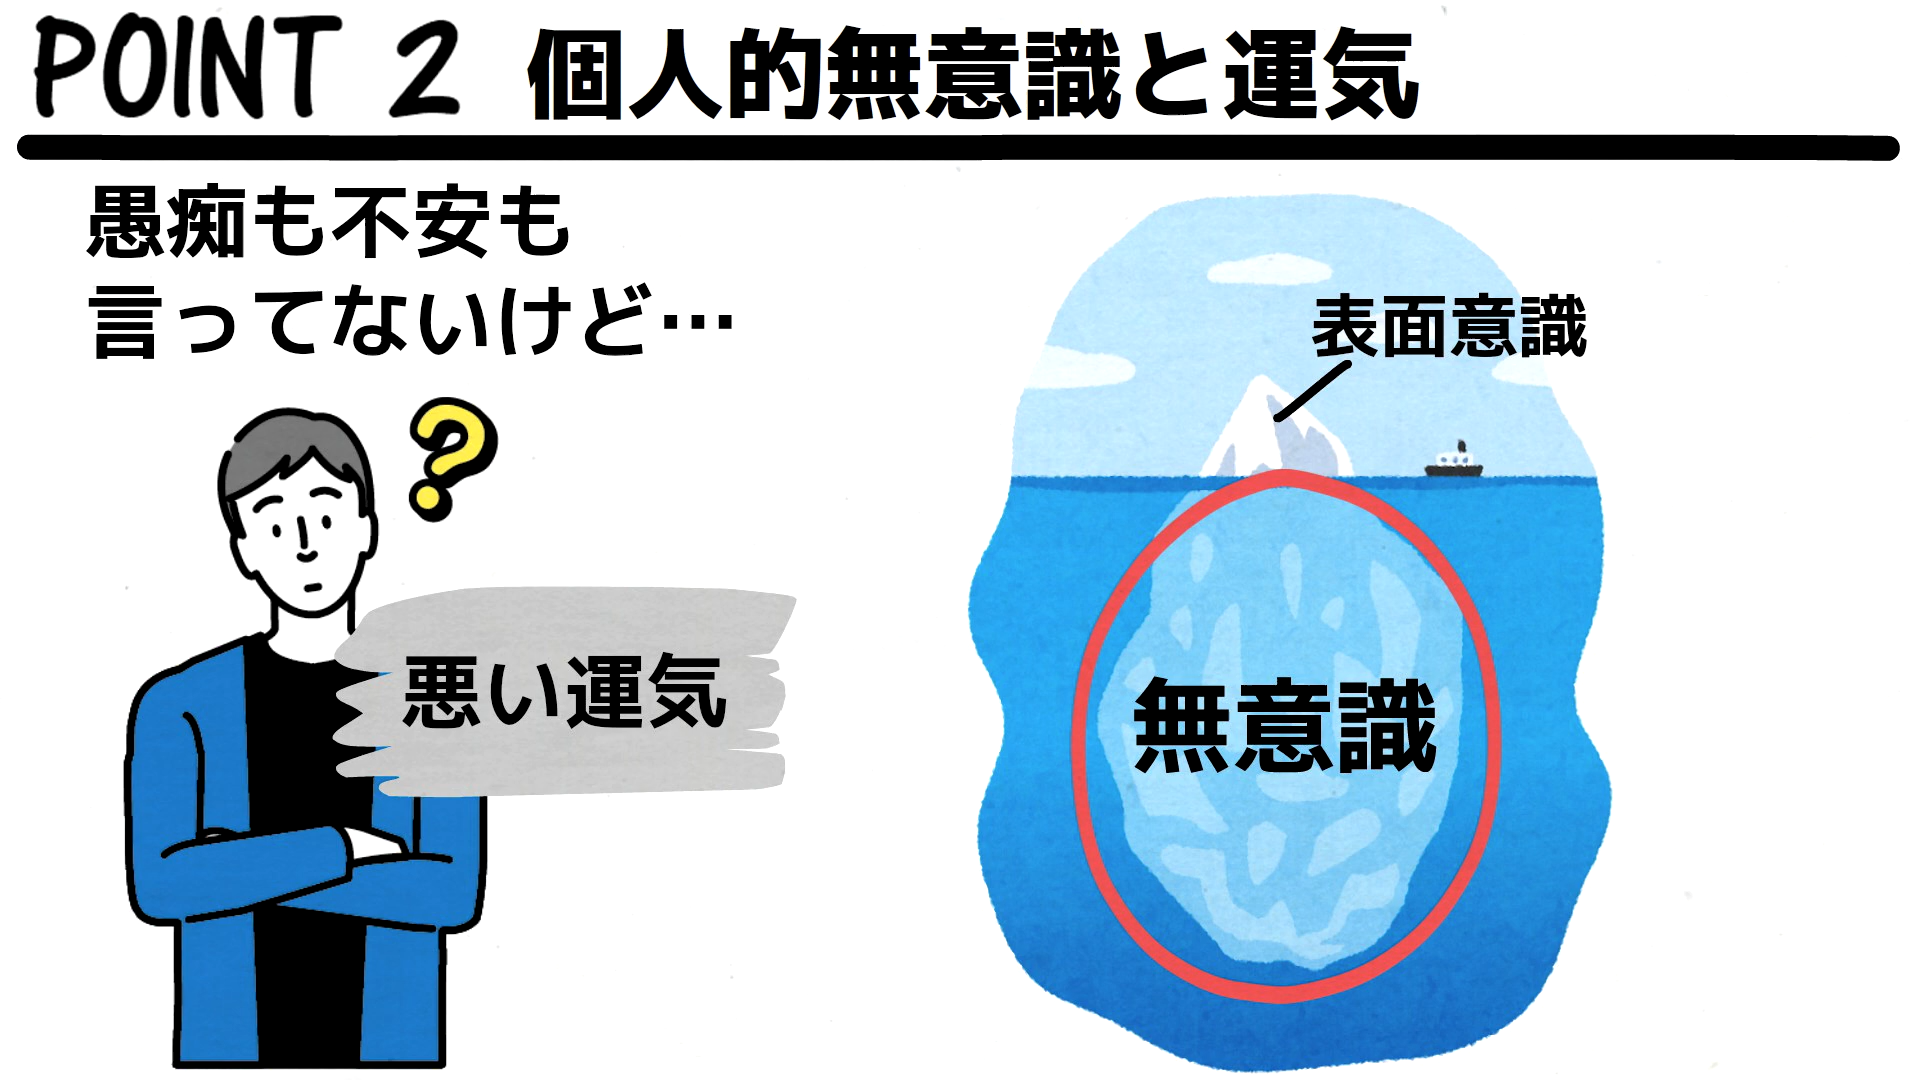 POINT 2 個人的無意識と運気
愚痴も不安も
言ってないけど…
表面意識
悪い運気
無意識